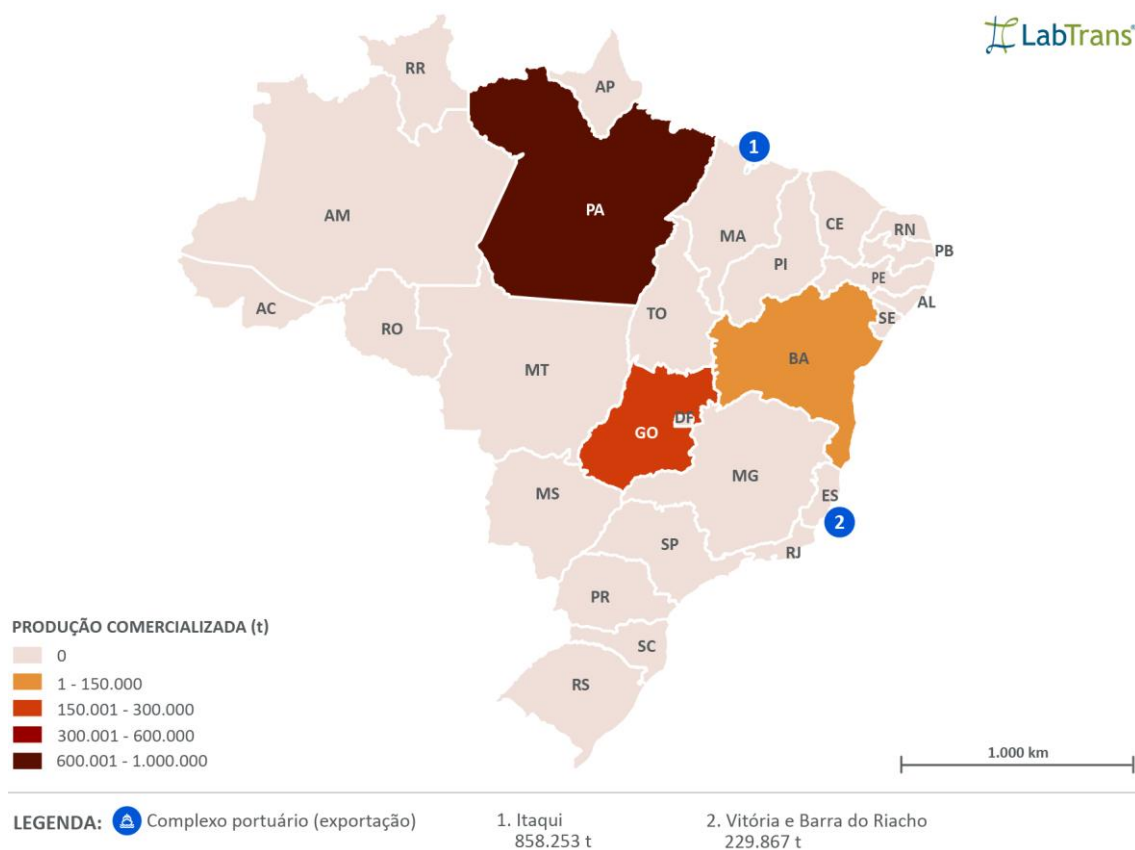 LabTrans
RR
AP
AM
PA
MA
CE
RN
PB
PI
PE
AL
SE
AC
RO
TO
BA
MT
DF
GO
MG
MS
ES
2
SP
RJ
PR
SC
RS
1
PRODUÇÃO COMERCIALIZADA (t)
0
1 - 150.000
150.001 - 300.000
300.001 - 600.000
600.001 - 1.000.000
1.000 km
LEGENDA: Complexo portuário (exportação) 1. Itaqui 2. Vitória e Barra do Riacho
858.253 t 229.867 t